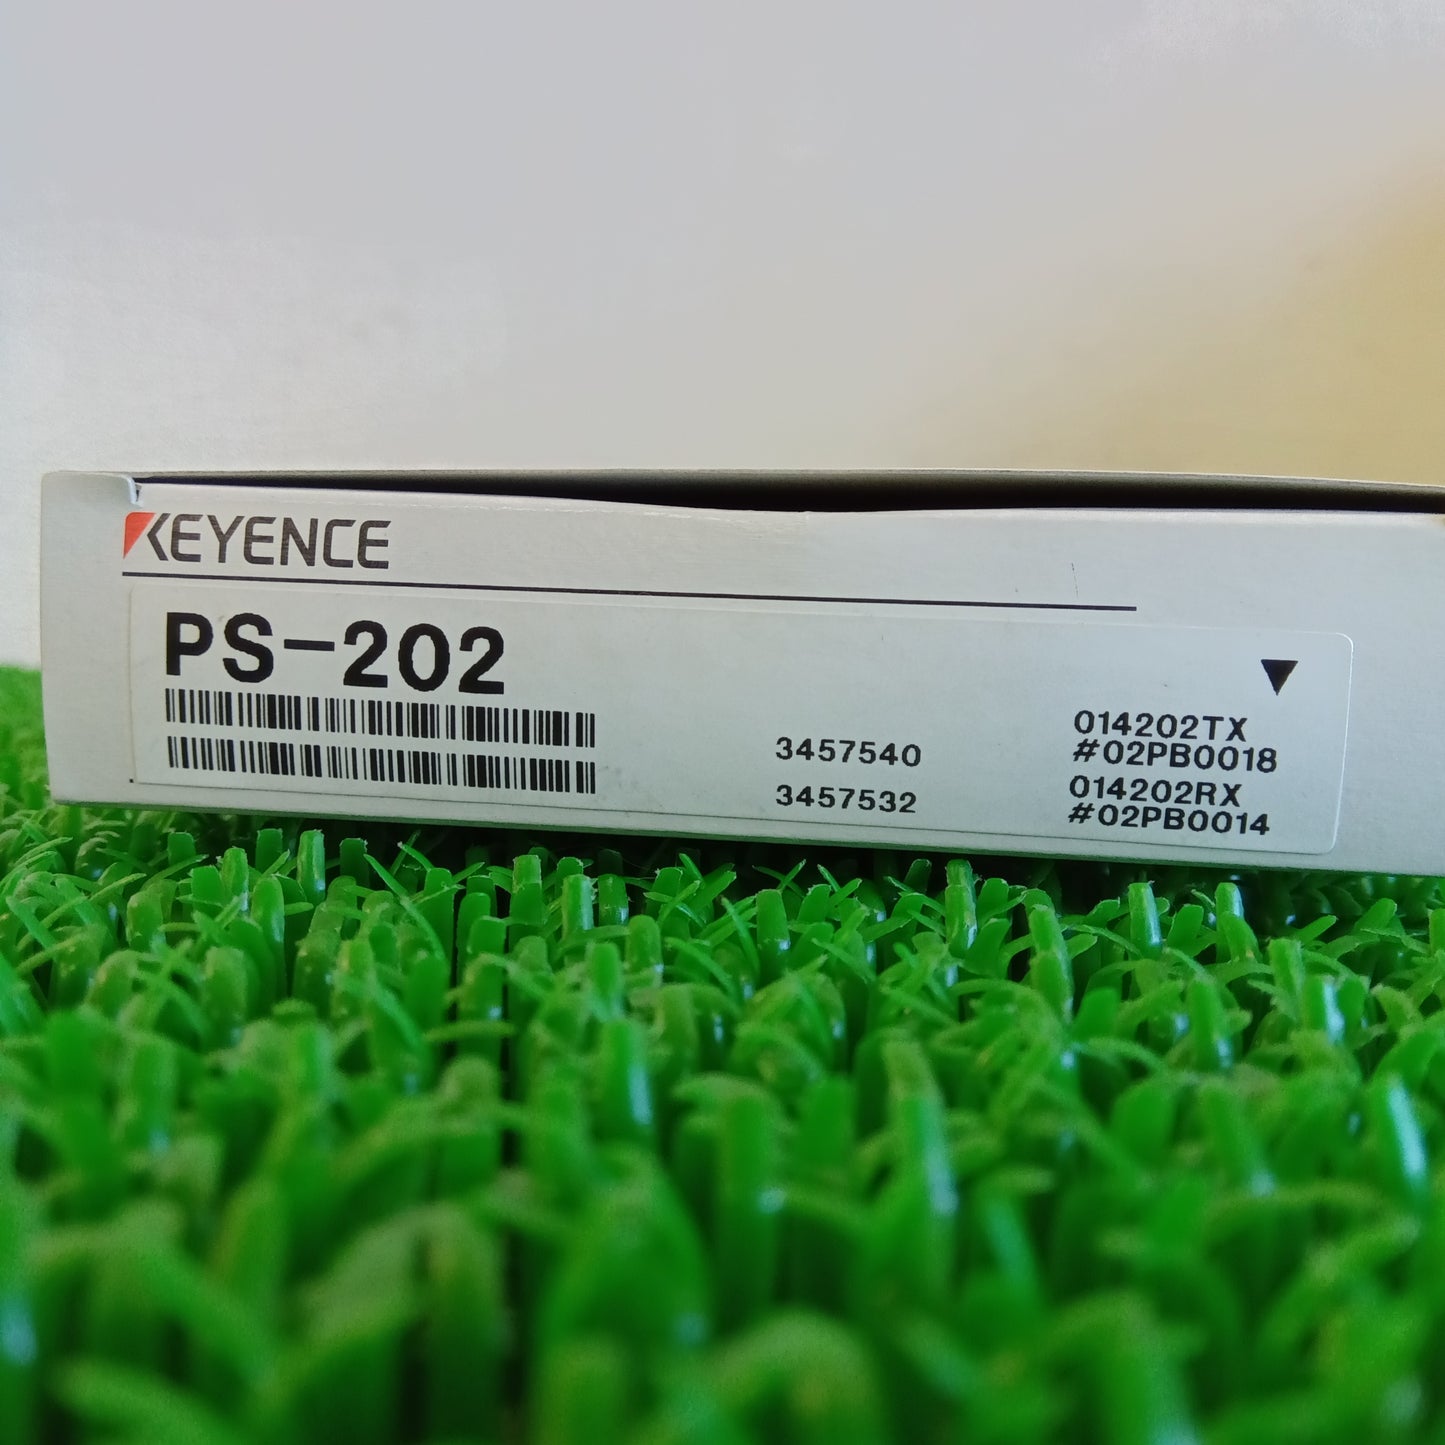 KEYENCE
PS-202
014202TX
3457540 #02PB0018
014202RX
3457532 #02PB0014